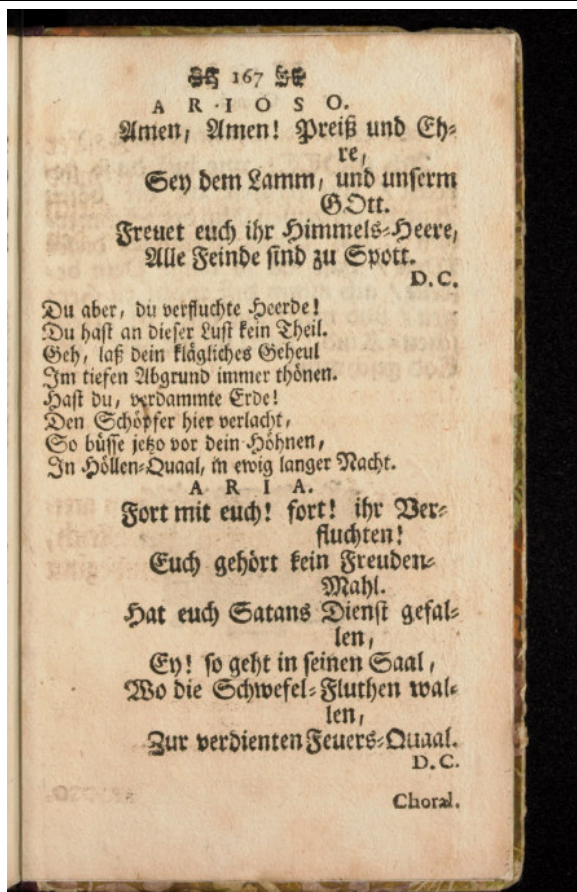 167
ARIOSO.
Amen, Amen! Preiß und Eh-
re,
Sey dem Lamm, und unserm
GOtt.
Freuet euch ihr Himmels-Heere,
Alle Feinde sind zu Spott.
D.C.
Du aber, du verfluchte Heerde!
Du hast an dieser Lust kein Theil.
Geh, laß dein klägliches Geheul
Im tiefen Abgrund immer thönen.
Hast du, verdammte Erde!
Den Schöpfer hier verlacht,
So büsse jetzo vor dein Höhnen,
In Höllen-Quaal, in ewig langer Nacht.
ARIA.
Fort mit euch! fort! ihr Ver-
fluchten!
Euch gehört kein Freuden-
Mahl.
Hat euch Satans Dienst gefal-
len,
Ey! so geht in seinen Saal,
Wo die Schwefel-Fluthen wal-
len,
Zur verdienten Feuers-Quaal.
D.C.
Choral.